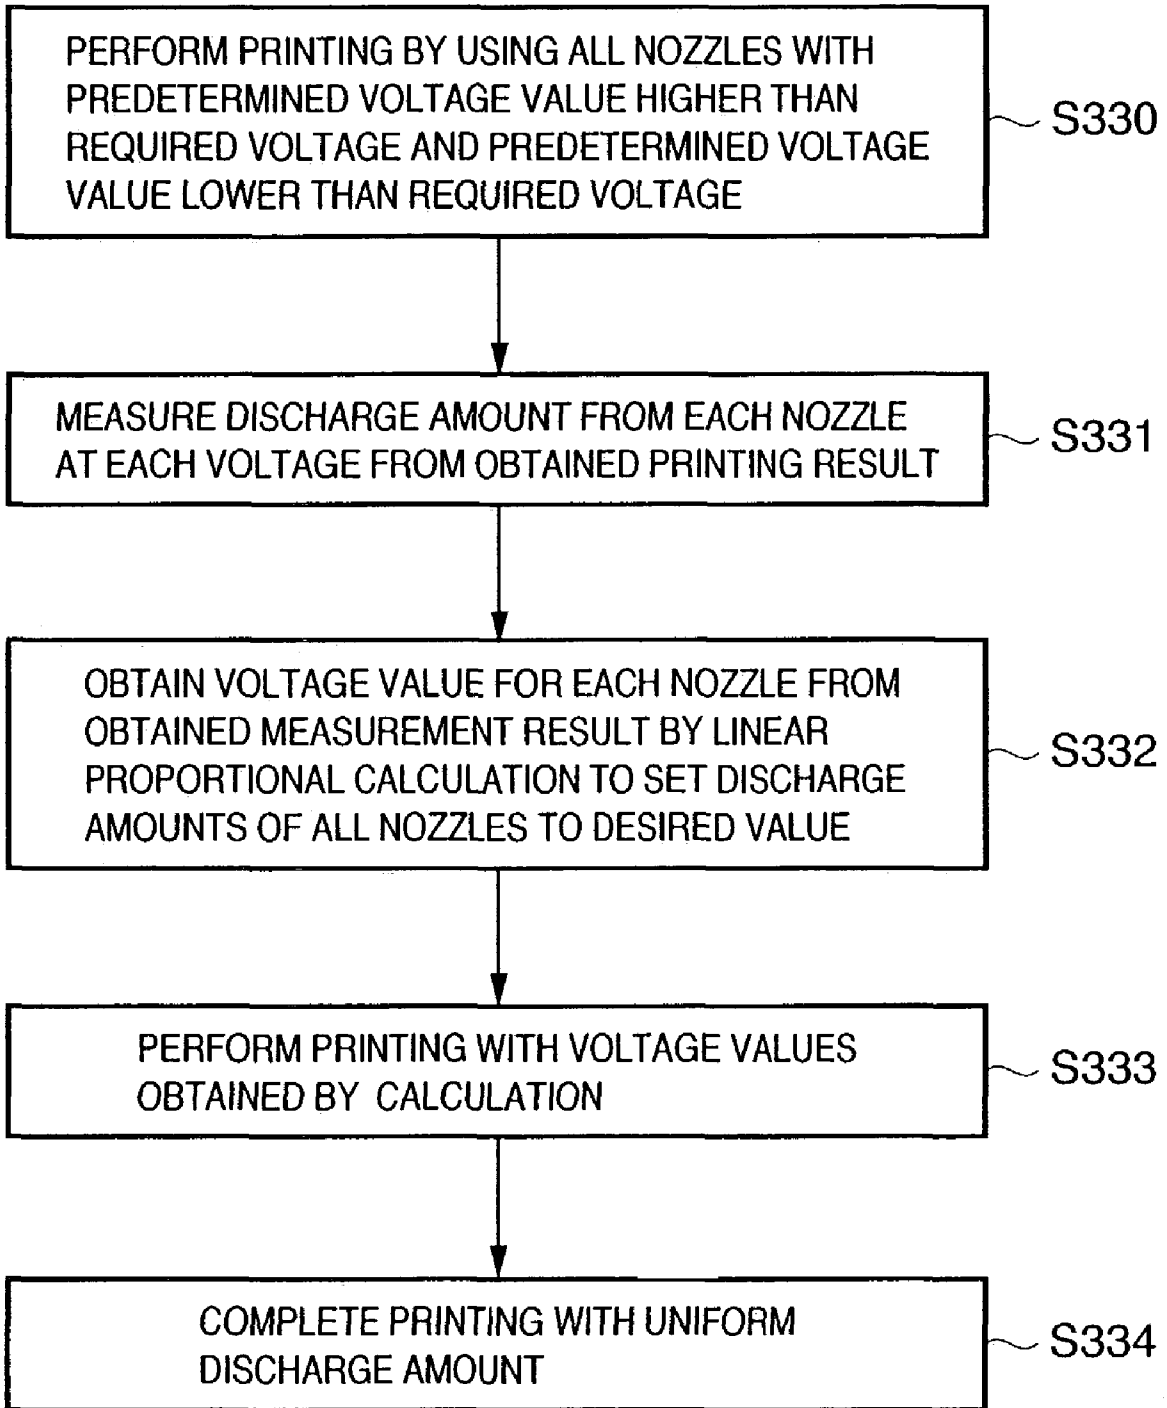 PERFORM PRINTING BY USING ALL NOZZLES WITH
PREDETERMINED VOLTAGE VALUE HIGHER THAN
REQUIRED VOLTAGE AND PREDETERMINED VOLTAGE
VALUE LOWER THAN REQUIRED VOLTAGE
S330
MEASURE DISCHARGE AMOUNT FROM EACH NOZZLE
AT EACH VOLTAGE FROM OBTAINED PRINTING RESULT
S331
OBTAIN VOLTAGE VALUE FOR EACH NOZZLE FROM
OBTAINED MEASUREMENT RESULT BY LINEAR
PROPORTIONAL CALCULATION TO SET DISCHARGE
AMOUNTS OF ALL NOZZLES TO DESIRED VALUE
S332
PERFORM PRINTING WITH VOLTAGE VALUES
OBTAINED BY CALCULATION
S333
COMPLETE PRINTING WITH UNIFORM
DISCHARGE AMOUNT
S334